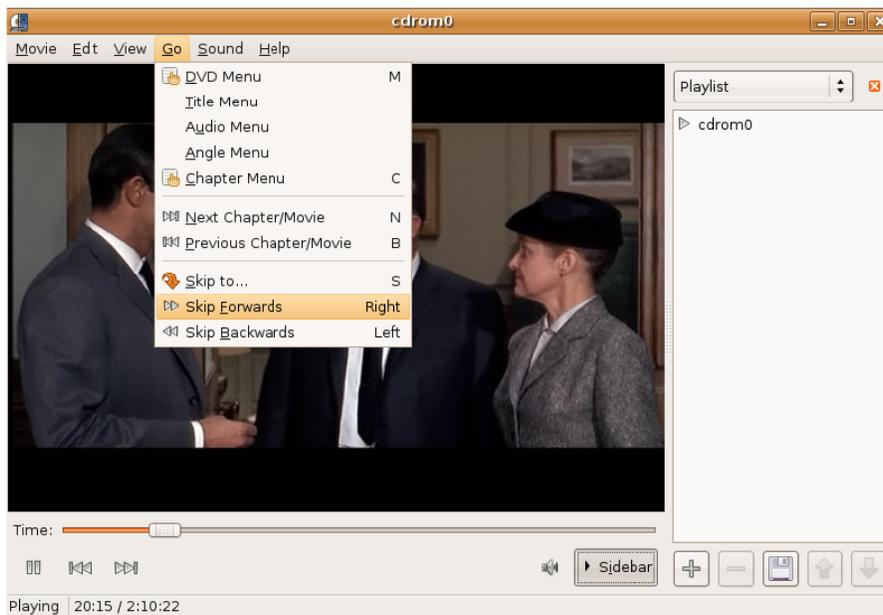 cdrom0
Movie Edt View Go Sound Help
DVD Menu M
Title Menu
Audio Menu
Angle Menu
Chapter Menu C
Next Chapter/Movie N
Previous Chapter/Movie B
Skip to... S
Skip Forwards Right
Skip Backwards Left
Playlist
cdrom0
Time:
Sidebar
Playing 20:15 / 2:10:22